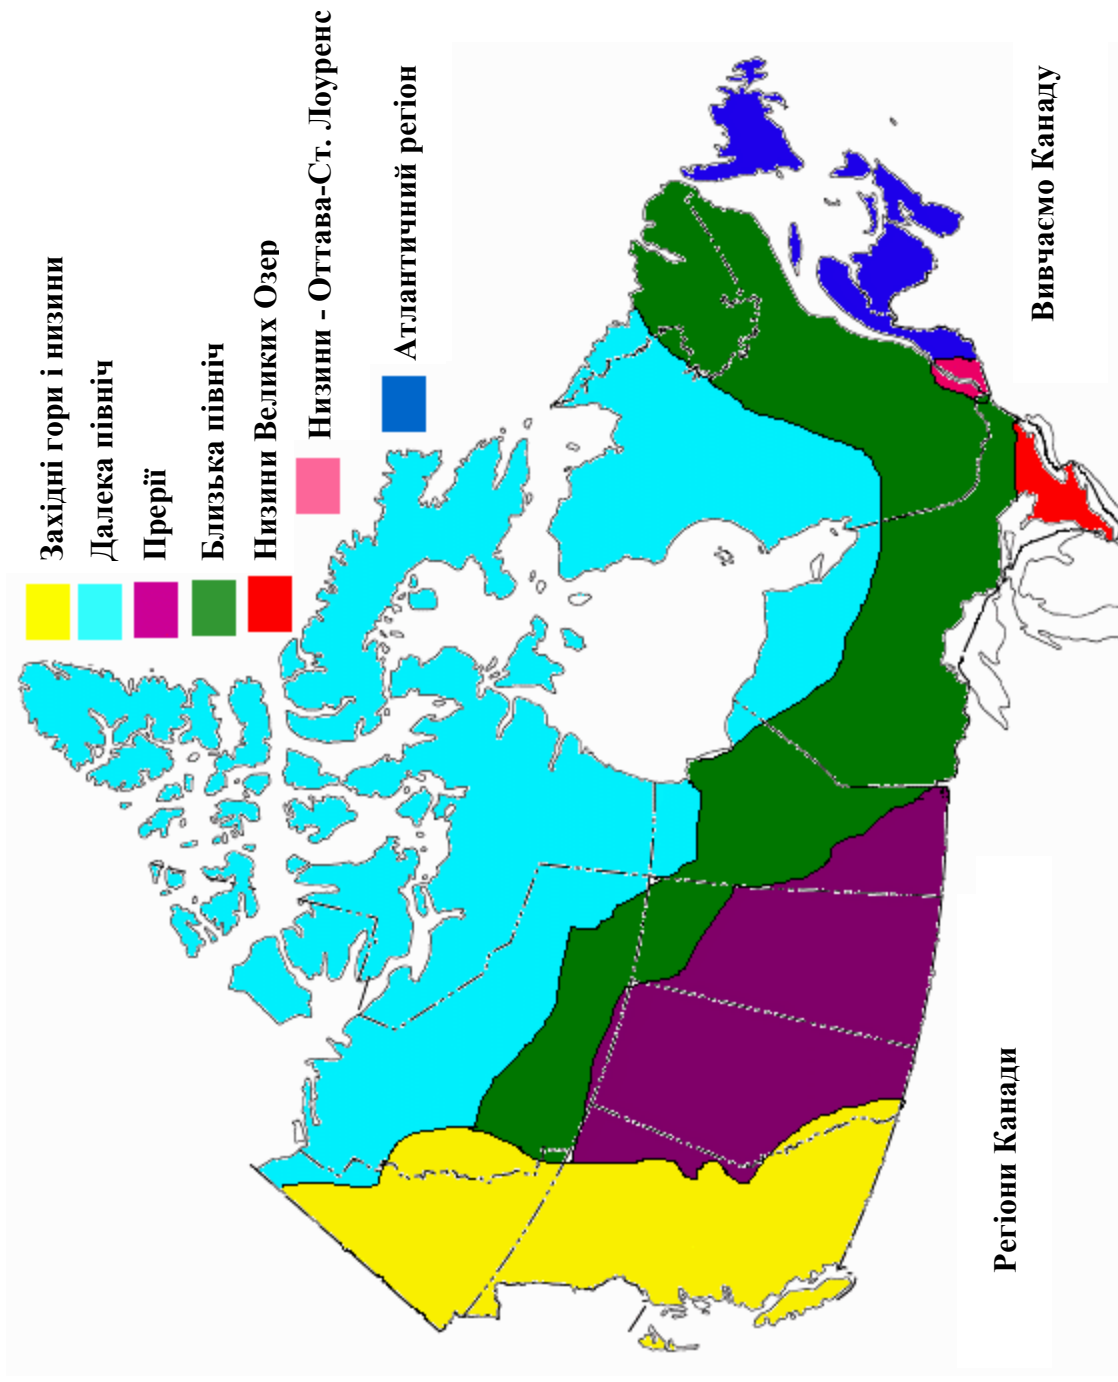 Західні гори і низини
Далека північ
Прерії
Близька північ
Низини Великих Озер
Низини - Оттава-Ст. Лоуренс
Атлантичний регіон
Регіони Канади
Вивчаємо Канаду